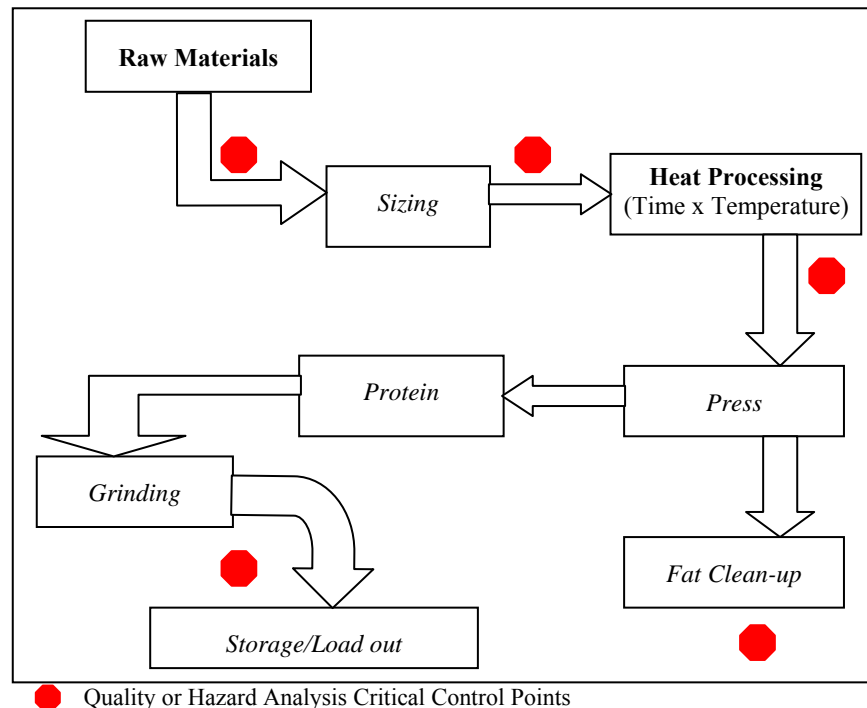 Raw Materials
Sizing
Heat Processing
(Time x Temperature)
Protein
Press
Grinding
Fat Clean-up
Storage/Load out
Quality or Hazard Analysis Critical Control Points